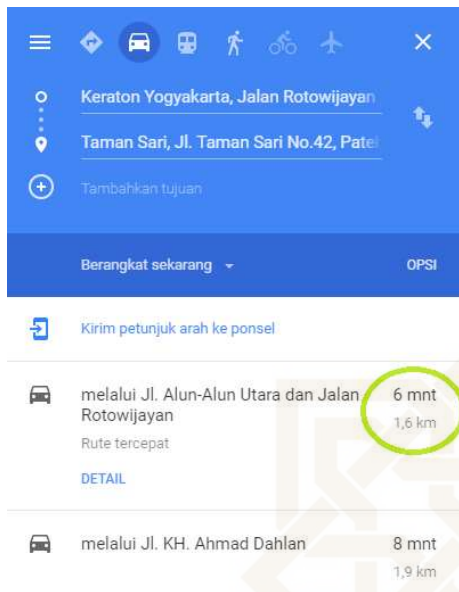 Keraton Yogyakarta, Jalan Rotowijayan
Taman Sari, Jl. Taman Sari No.42, Pate
Tambahkan tujuan
Berangkat sekarang OPSI
Kirim petunjuk arah ke ponsel
melalui Jl. Alun-Alun Utara dan Jalan 6 mnt
Rotowijayan 1,6 km
Rute tercepat
DETAIL
melalui Jl. KH. Ahmad Dahlan 8 mnt
1,9 km